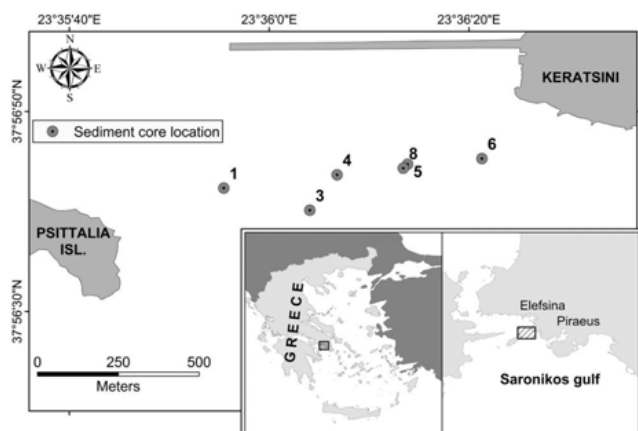 23°35'40"E 23°36'0"E 23°36'20"E
N
W E
S
KERATSINI
37°56'50"N
Sediment core location
6
8
4
5
1
3
PSITTALIA
ISL.
37°56'30"N
GREECE
Elefsina
Piraeus
0 250 500
Meters
Saronikos gulf